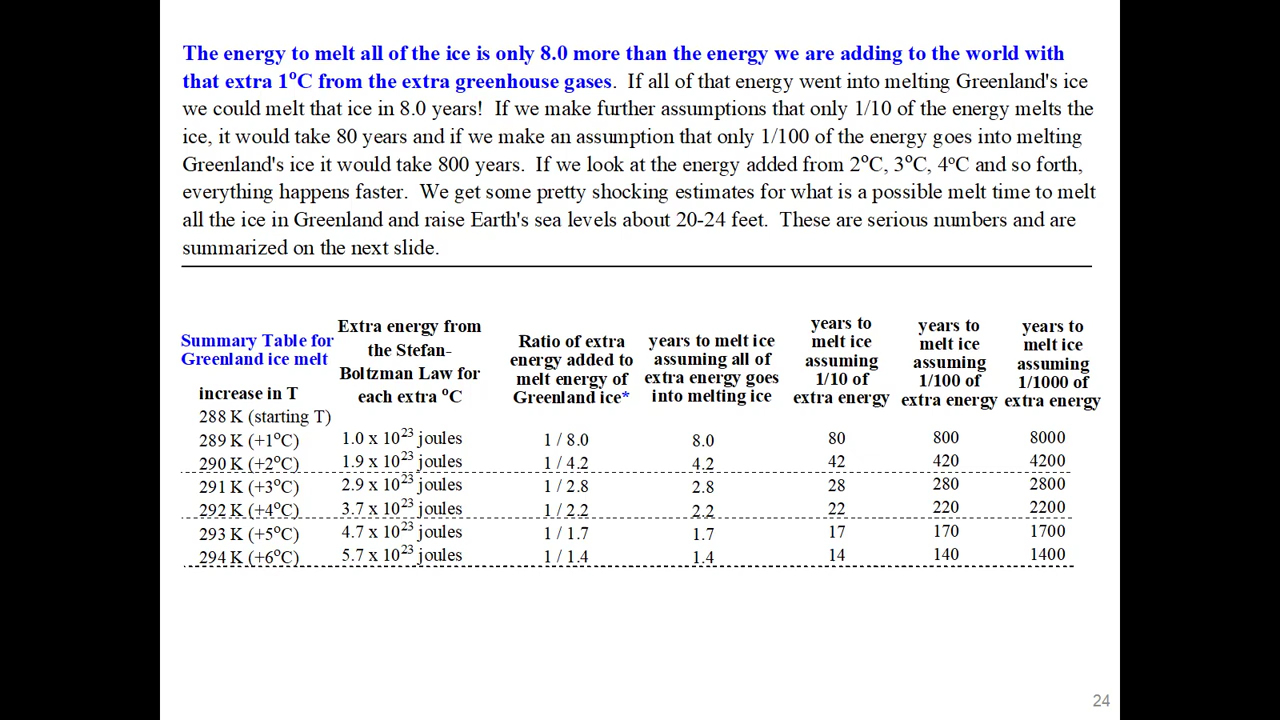 The energy to melt all of the ice is only 8.0 more than the energy we are adding to the world with
that extra 1°C from the extra greenhouse gases. If all of that energy went into melting Greenland's ice
we could melt that ice in 8.0 years! If we make further assumptions that only 1/10 of the energy melts the
ice, it would take 80 years and if we make an assumption that only 1/100 of the energy goes into melting
Greenland's ice it would take 800 years. If we look at the energy added from 2°C, 3°C, 4°C and so forth,
everything happens faster. We get some pretty shocking estimates for what is a possible melt time to melt
all the ice in Greenland and raise Earth's sea levels about 20-24 feet. These are serious numbers and are
summarized on the next slide.
Summary Table for
Greenland ice melt
increase in T
Extra energy from
the Stefan-
Boltzman Law for
each extra °C
Ratio of extra
energy added to
melt energy of
Greenland ice*
years to melt ice
assuming all of
extra energy goes
into melting ice
years to
melt ice
assuming
1/10 of
extra energy
years to
melt ice
assuming
1/100 of
extra energy
years to
melt ice
assuming
1/1000 of
extra energy
288 K (starting T)
289 K (+1°C) 1.0 x 10²³ joules 1 / 8.0 8.0 80 800 8000
290 K (+2°C) 1.9 x 10²³ joules 1 / 4.2 4.2 42 420 4200
291 K (+3°C) 2.9 x 10²³ joules 1 / 2.8 2.8 28 280 2800
292 K (+4°C) 3.7 x 10²³ joules 1 / 2.2 2.2 22 220 2200
293 K (+5°C) 4.7 x 10²³ joules 1 / 1.7 1.7 17 170 1700
294 K (+6°C) 5.7 x 10²³ joules 1 / 1.4 1.4 14 140 1400
24